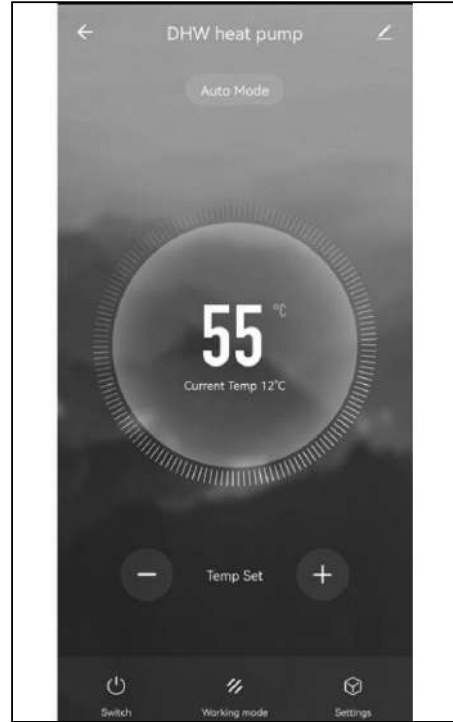 DHW heat pump
Auto Mode
55 °C
Current Temp 12°C
Temp Set
Switch Working mode Settings